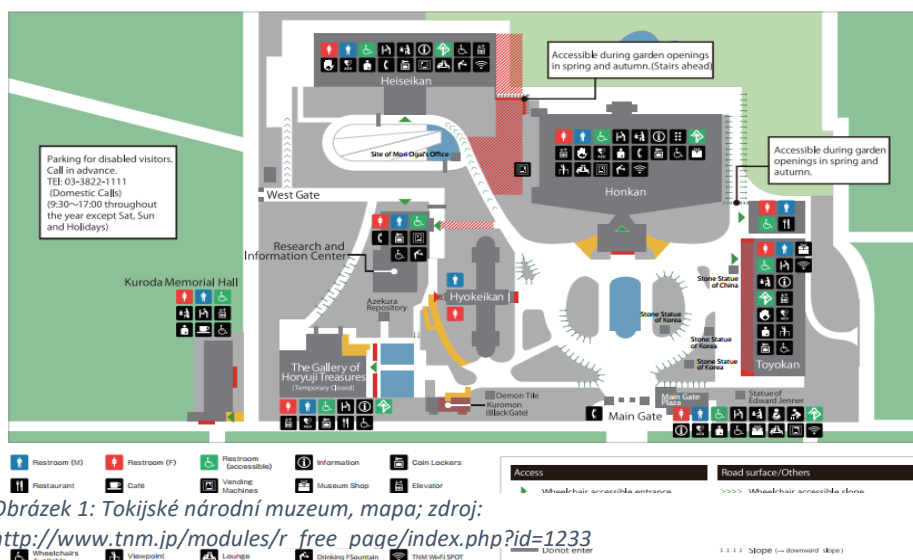 Accessible during garden openings
in spring and autumn.(Stairs ahead)
Heiseikan
Site of Mori Ogai's Office
Parking for disabled visitors.
Call in advance.
TEl: 03-3822-1111
(Domestic Calls)
(9:30～17:00 throughout
the year except Sat, Sun
and Holidays)
Accessible during garden
openings in spring and
autumn.
Honkan
West Gate
Research and
Information Center
Kuroda Memorial Hall
Stone Statue
of China
Azekura
Repository
Hyokeikan
Stone Statue
of Korea
Stone Statue
of Korea
Stone Statue
of Korea
Toyokan
The Gallery of
Horyuji Treasures
(Temporary Closed)
Demon Tile
Kuromon
(BlackGate)
Main Gate
Main Gate
Plaza
Statue of
Edward Jenner
Restroom (M)
Restroom (F)
Restroom
(accessible)
Information
Coin Lockers
Access
Road surface/Others
Restaurant
Café
Vending
Machines
Museum Shop
Elevator
Wheelchair accessible entrance
Wheelchair accessible slope
Obrázek 1: Tokijské národní muzeum, mapa; zdroj:
http://www.tnm.jp/modules/r_free_page/index.php?id=1233
Wheelchairs
Viewpoint
Lounge
Drinking FSountain
TNM Wi-Fi SPOT
Do not enter
Slope (→ downward slope)